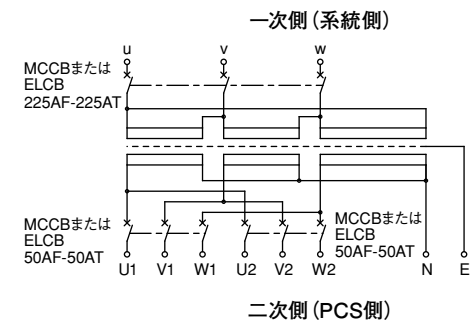 一次側（系統側）
u v w
MCCBまたは
ELCB
225AF-225AT
MCCBまたは
ELCB
50AF-50AT
MCCBまたは
ELCB
50AF-50AT
U1 V1 W1 U2 V2 W2 N E
二次側（PCS側）